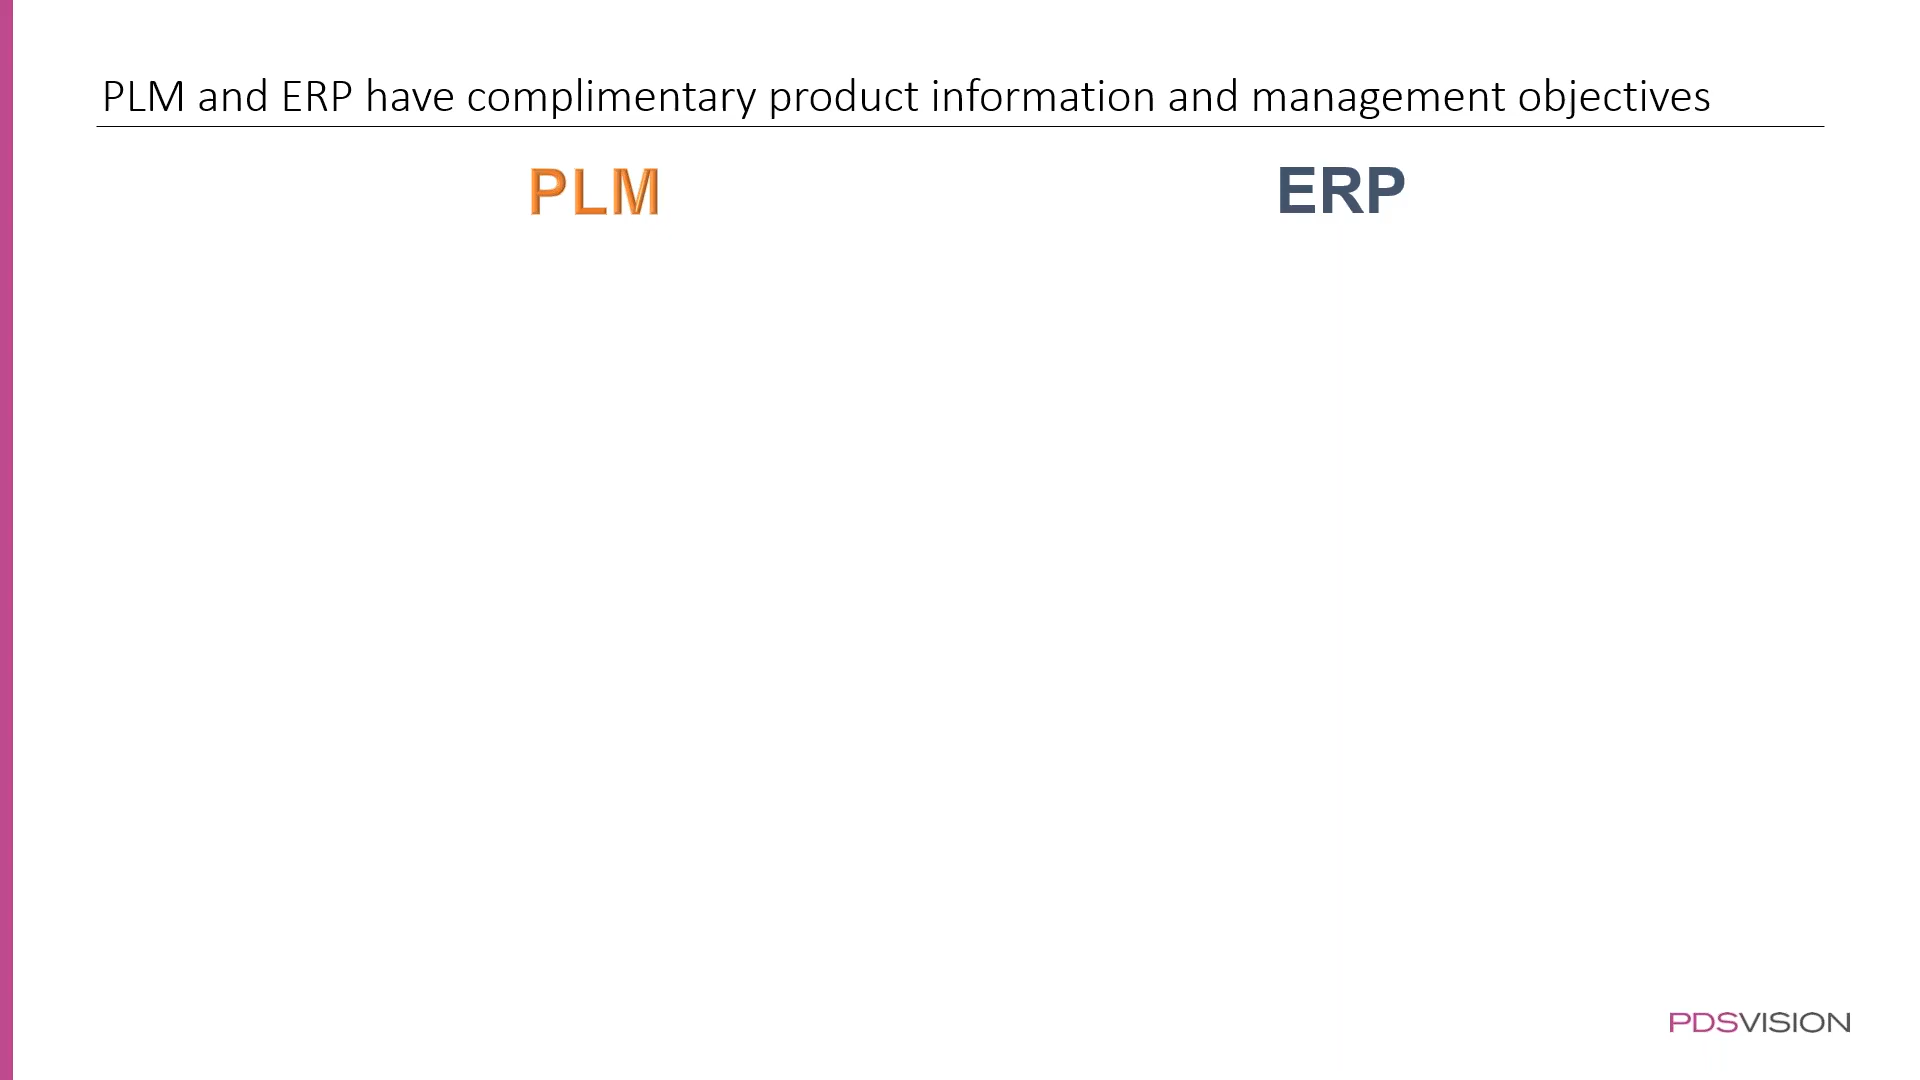 PLM and ERP have complimentary product information and management objectives
PLM
ERP
PDSVISION